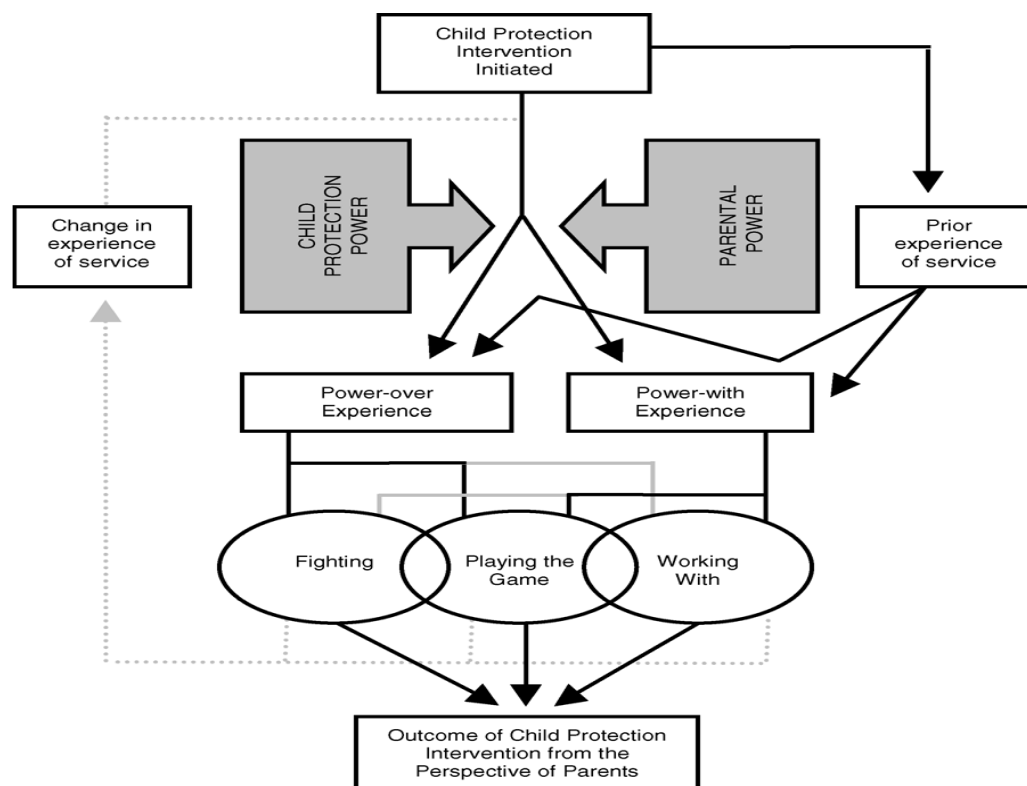 Child Protection
Intervention
Initiated
CHILD
PROTECTION
POWER
PARENTAL
POWER
Change in
experience
of service
Prior
experience
of service
Power-over
Experience
Power-with
Experience
Fighting
Playing the
Game
Working
With
Outcome of Child Protection
Intervention from the
Perspective of Parents